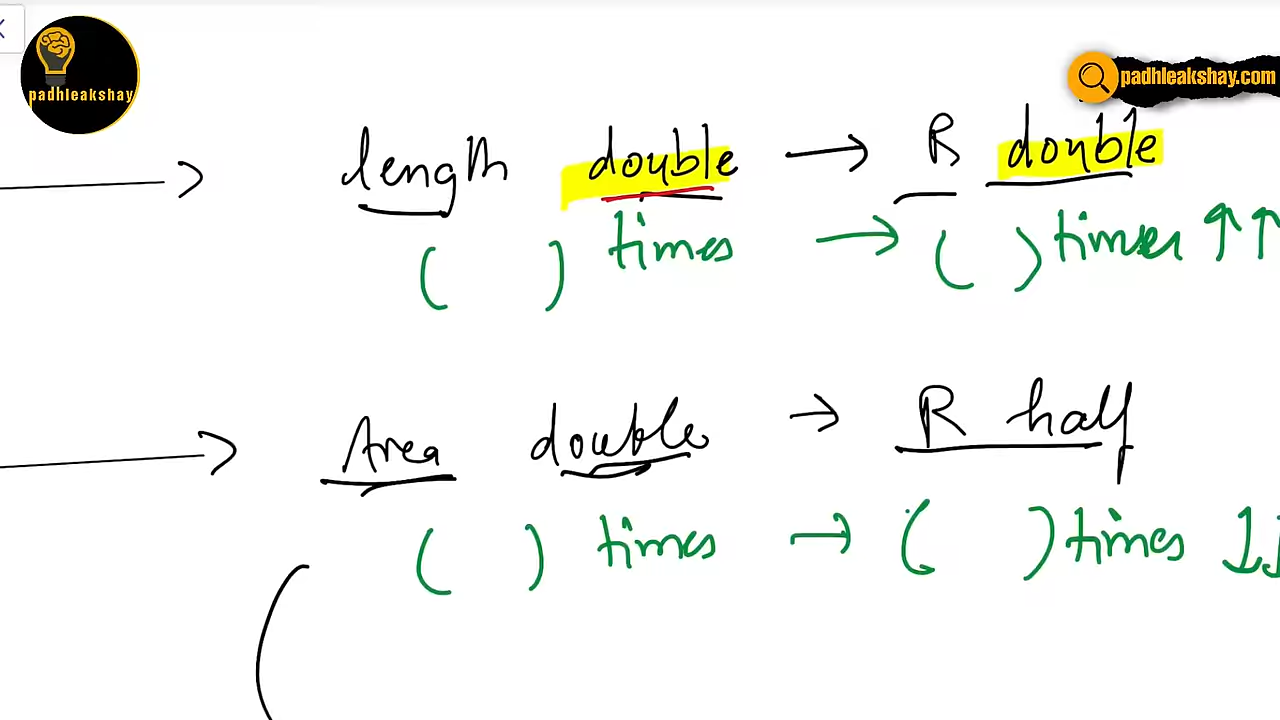 padhleakshay
padhleakshay.com
length double → R double
( ) times → ( ) times ↑↑
Area double → R half
( ) times → ( ) times ↓↓